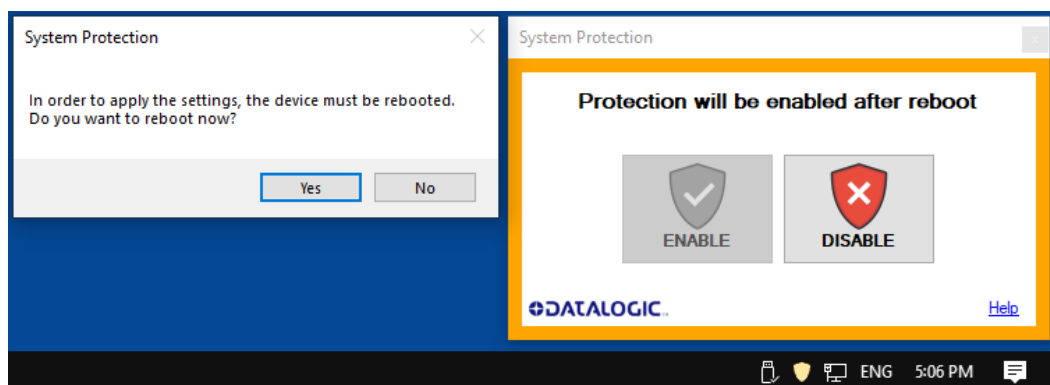 System Protection
In order to apply the settings, the device must be rebooted.
Do you want to reboot now?
Yes
No
System Protection
x
Protection will be enabled after reboot
ENABLE
DISABLE
DATALOGIC
Help
ENG
5:06 PM